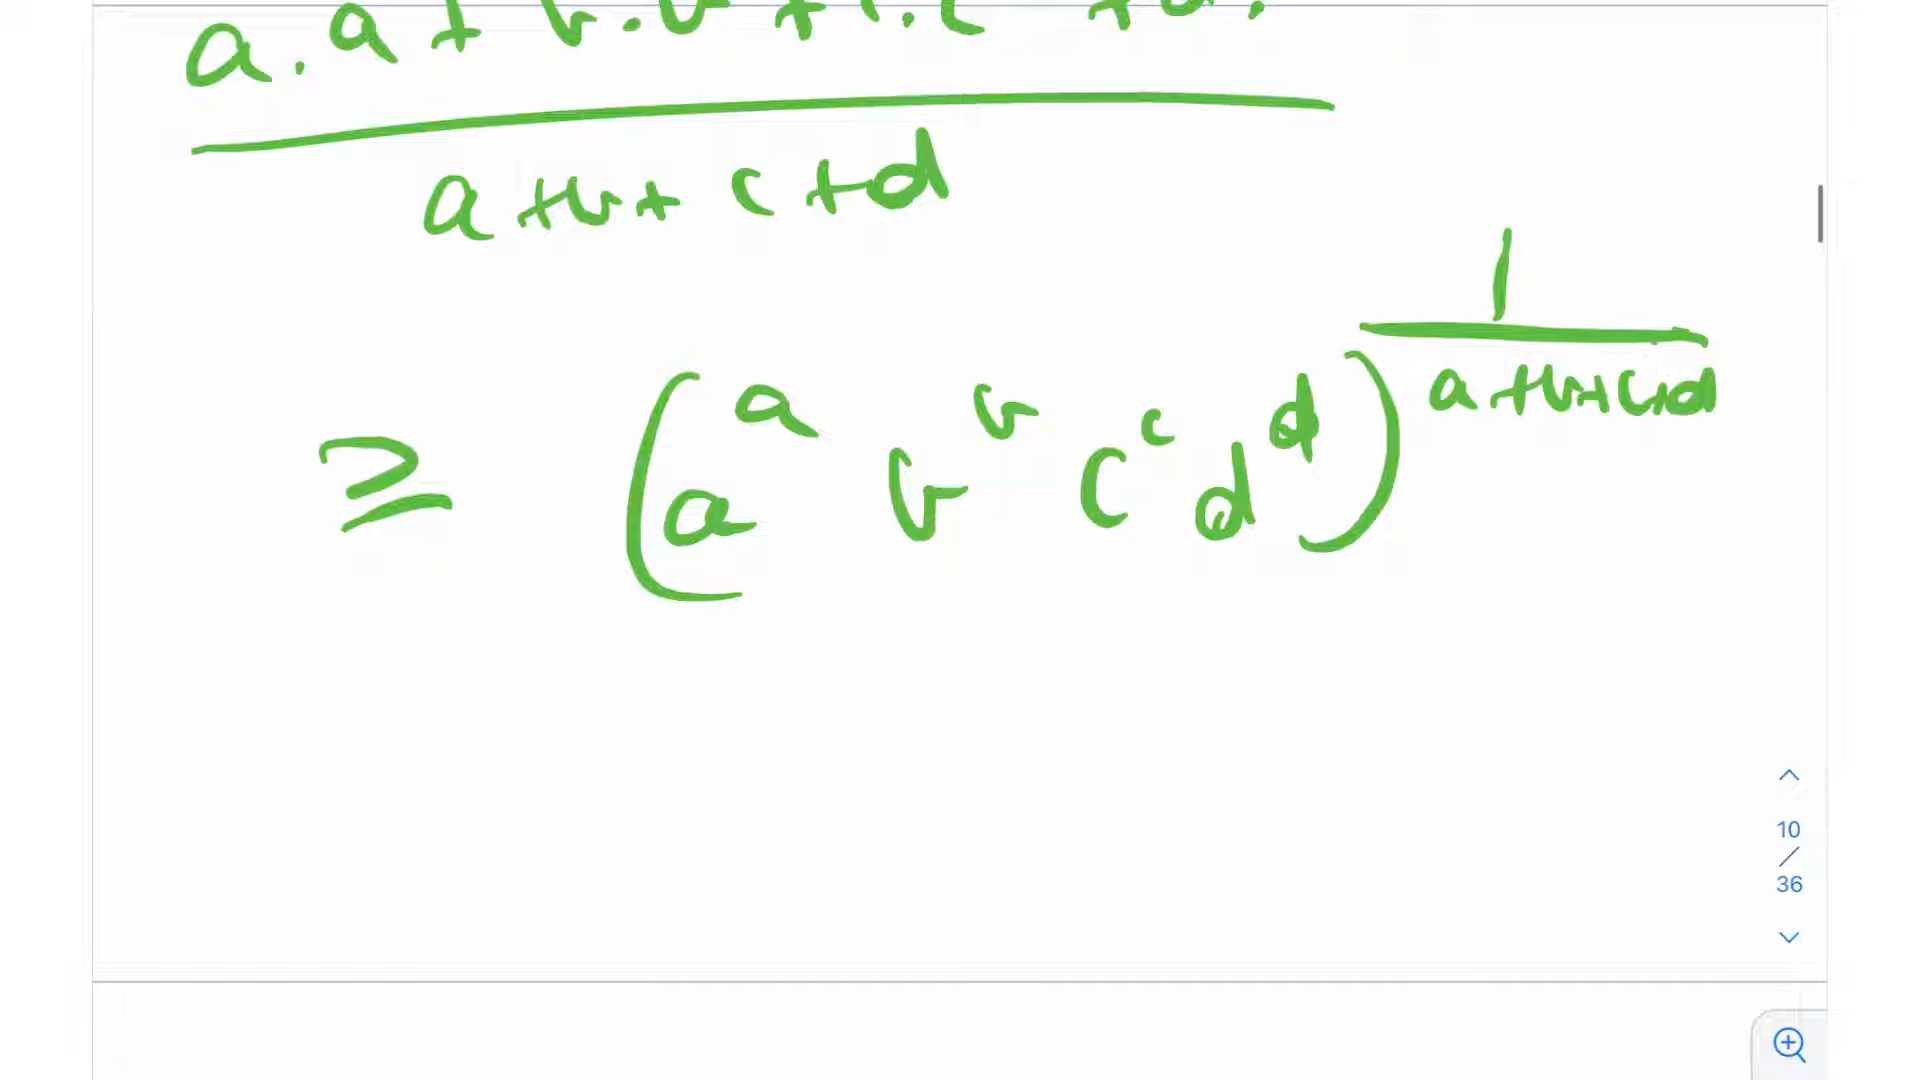 a.a + b.b + c.c + d.
a + b + c + d
1
a + b + c + d
≥ (a^a b^b c^c d^d)
10
/
36